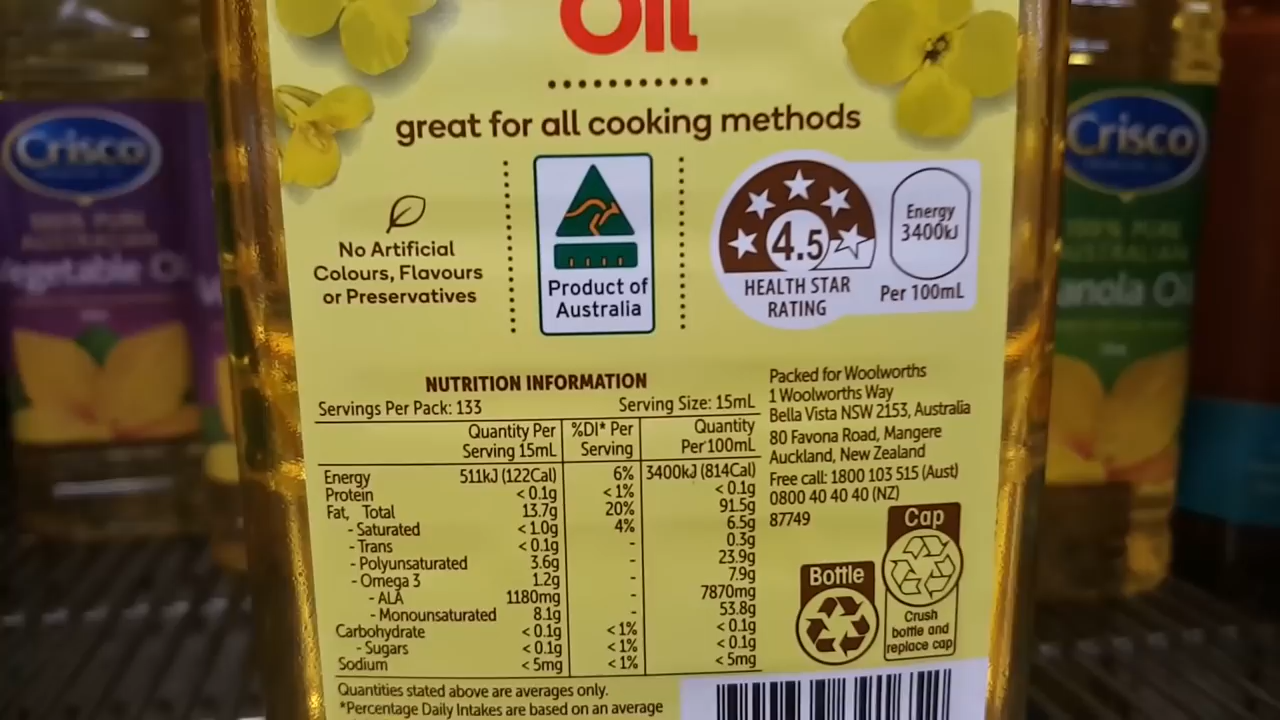 Oil
great for all cooking methods
No Artificial
Colours, Flavours
or Preservatives
Product of
Australia
4.5
HEALTH STAR
RATING
Energy
3400kJ
Per 100mL
NUTRITION INFORMATION
Servings Per Pack: 133 Serving Size: 15mL
Quantity Per Serving 15mL %DI* Per Serving Quantity Per 100mL
Energy 511kJ (122Cal) 6% 3400kJ (814Cal)
Protein <0.1g <1% <0.1g
Fat, Total 13.7g 20% 91.5g
- Saturated <1.0g 4% 6.5g
- Trans <0.1g - 0.3g
- Polyunsaturated 3.6g - 23.9g
- Omega 3 1.2g - 7.9g
- ALA 1180mg - 7870mg
- Monounsaturated 8.1g - 53.8g
Carbohydrate <0.1g <1% <0.1g
- Sugars <0.1g <1% <0.1g
Sodium <5mg <1% <5mg
Quantities stated above are averages only.
*Percentage Daily Intakes are based on an average
Packed for Woolworths
1 Woolworths Way
Bella Vista NSW 2153, Australia
80 Favona Road, Mangere
Auckland, New Zealand
Free call: 1800 103 515 (Aust)
0800 40 40 40 (NZ)
87749
Bottle
Cap
Crush
bottle and
replace cap
Crisco
100% PURE
AUSTRALIAN
Vegetable Oil
Crisco
100% PURE
AUSTRALIAN
anola Oil